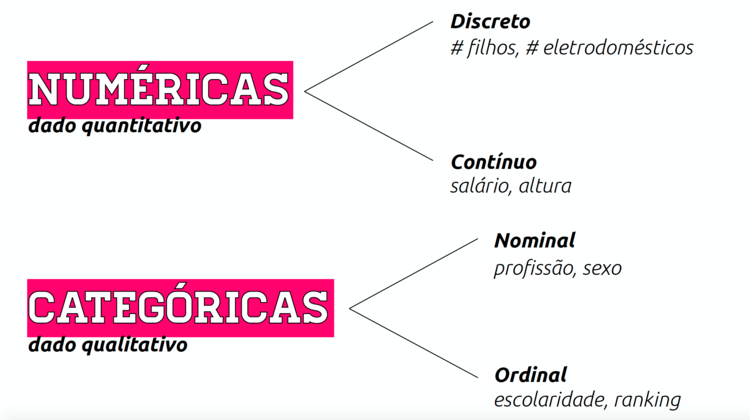 NUMÉRICAS
dado quantitativo
Discreto
# filhos, # eletrodomésticos
Contínuo
salário, altura
CATEGÓRICAS
dado qualitativo
Nominal
profissão, sexo
Ordinal
escolaridade, ranking